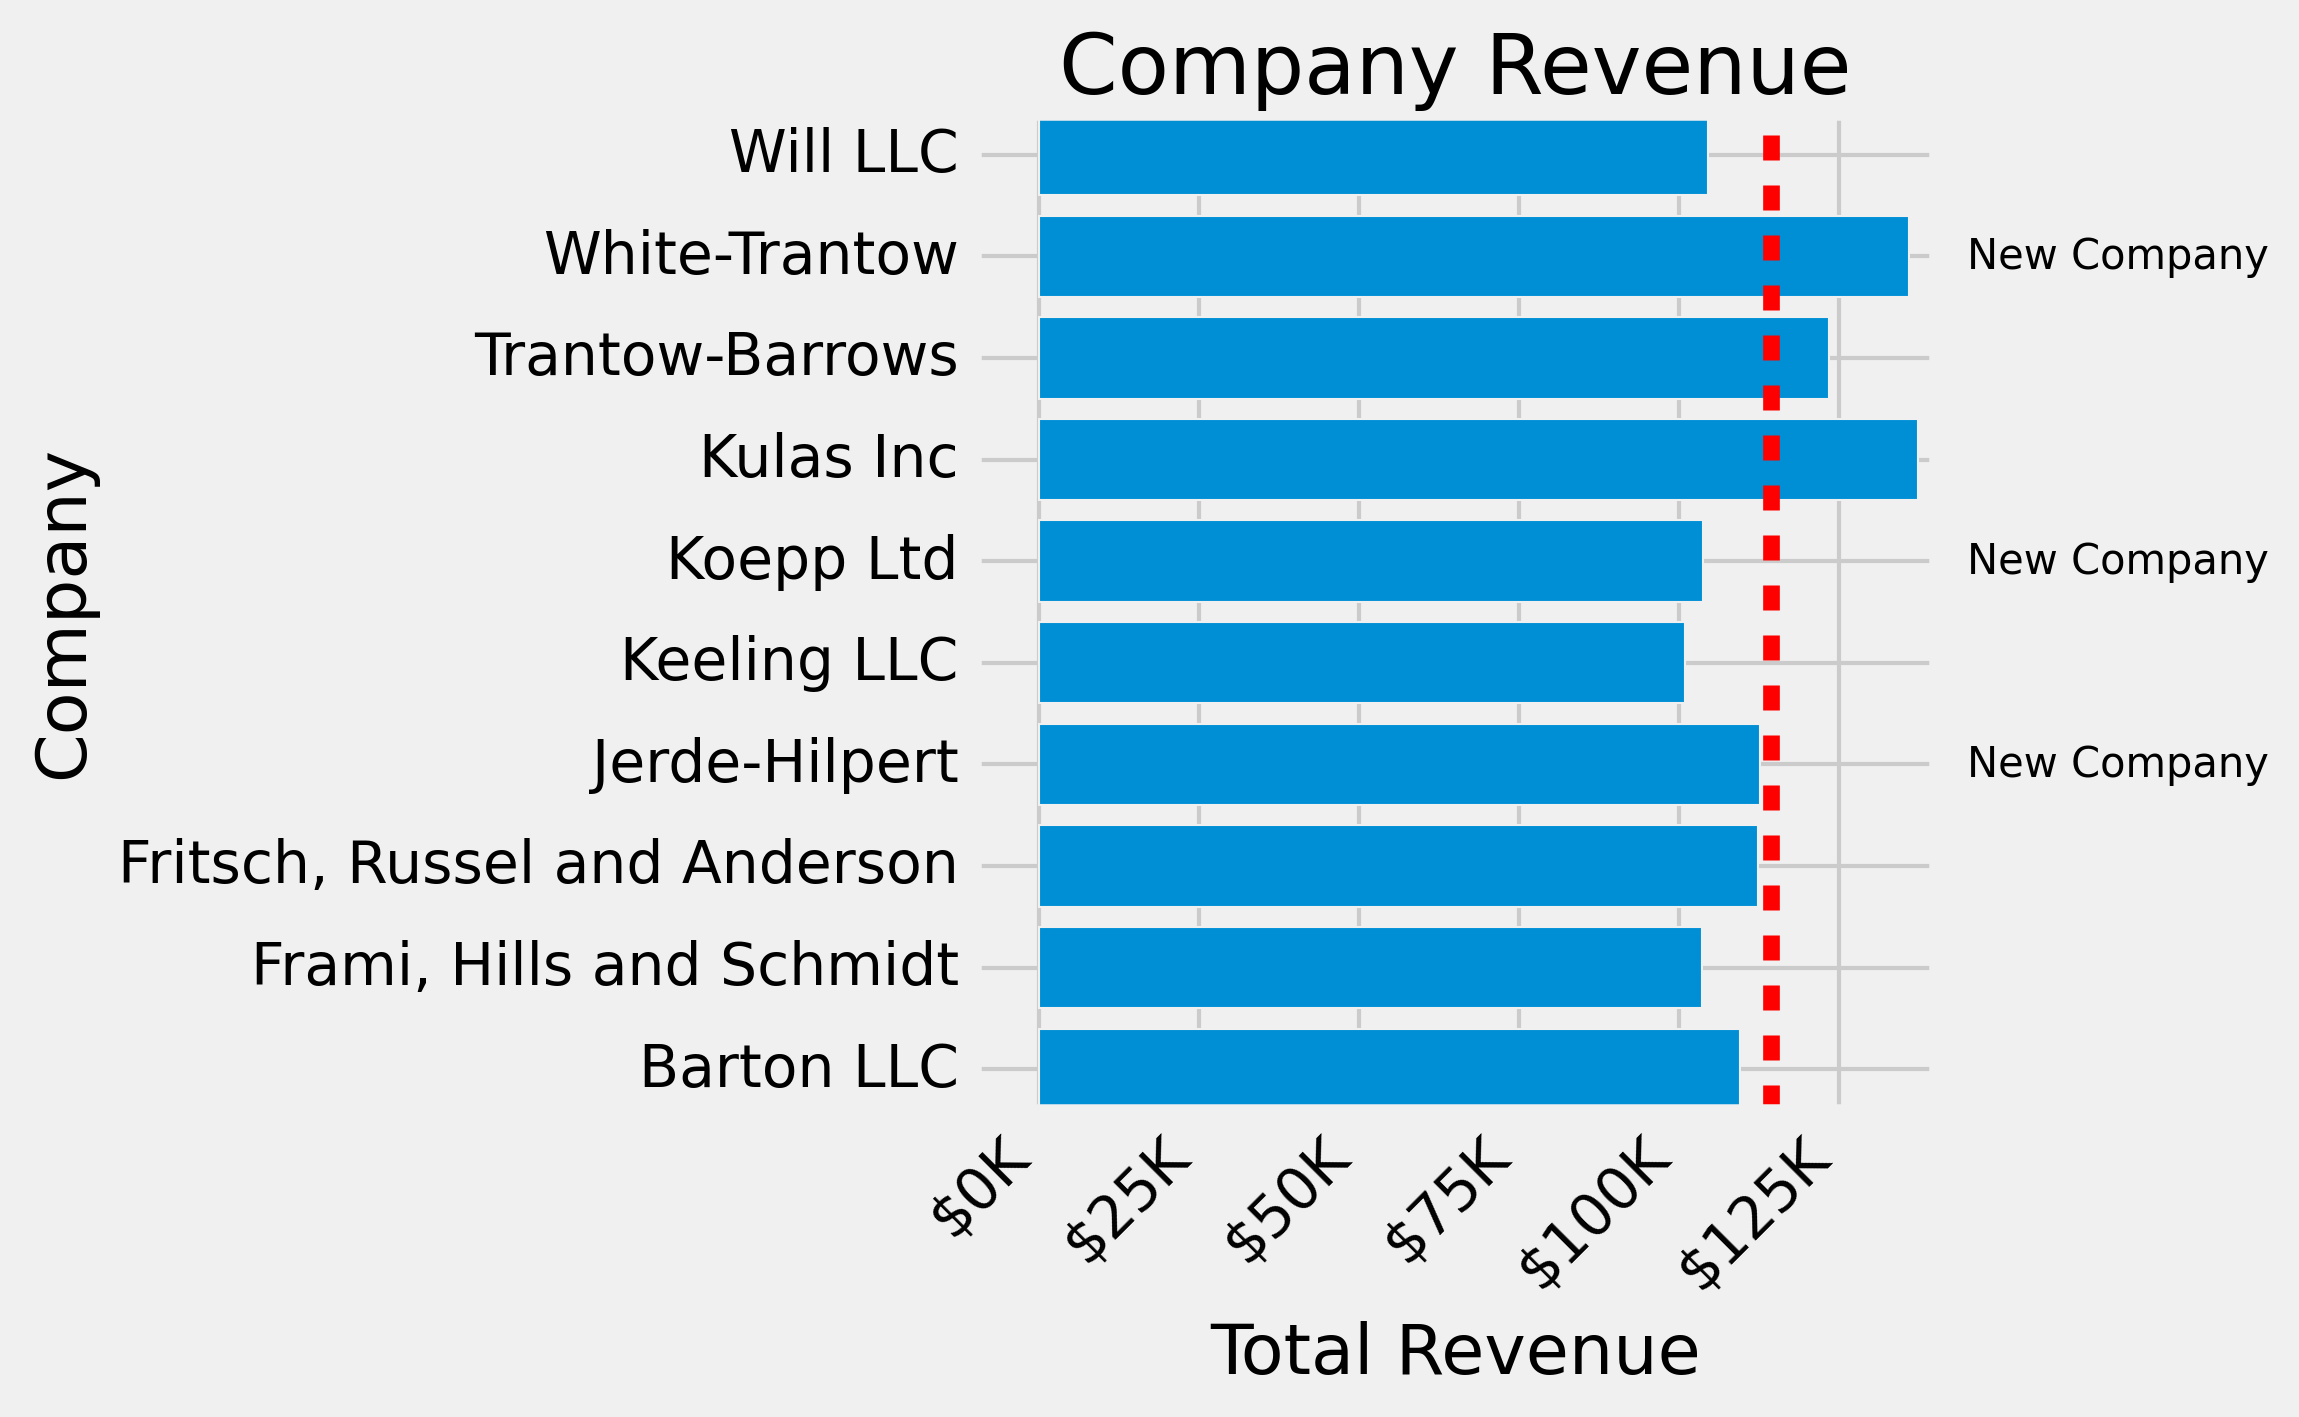 Company Revenue
Will LLC
White-Trantow
New Company
Trantow-Barrows
Kulas Inc
Koepp Ltd
New Company
Keeling LLC
Jerde-Hilpert
New Company
Fritsch, Russel and Anderson
Frami, Hills and Schmidt
Barton LLC
Company
$0K
$25K
$50K
$75K
$100K
$125K
Total Revenue